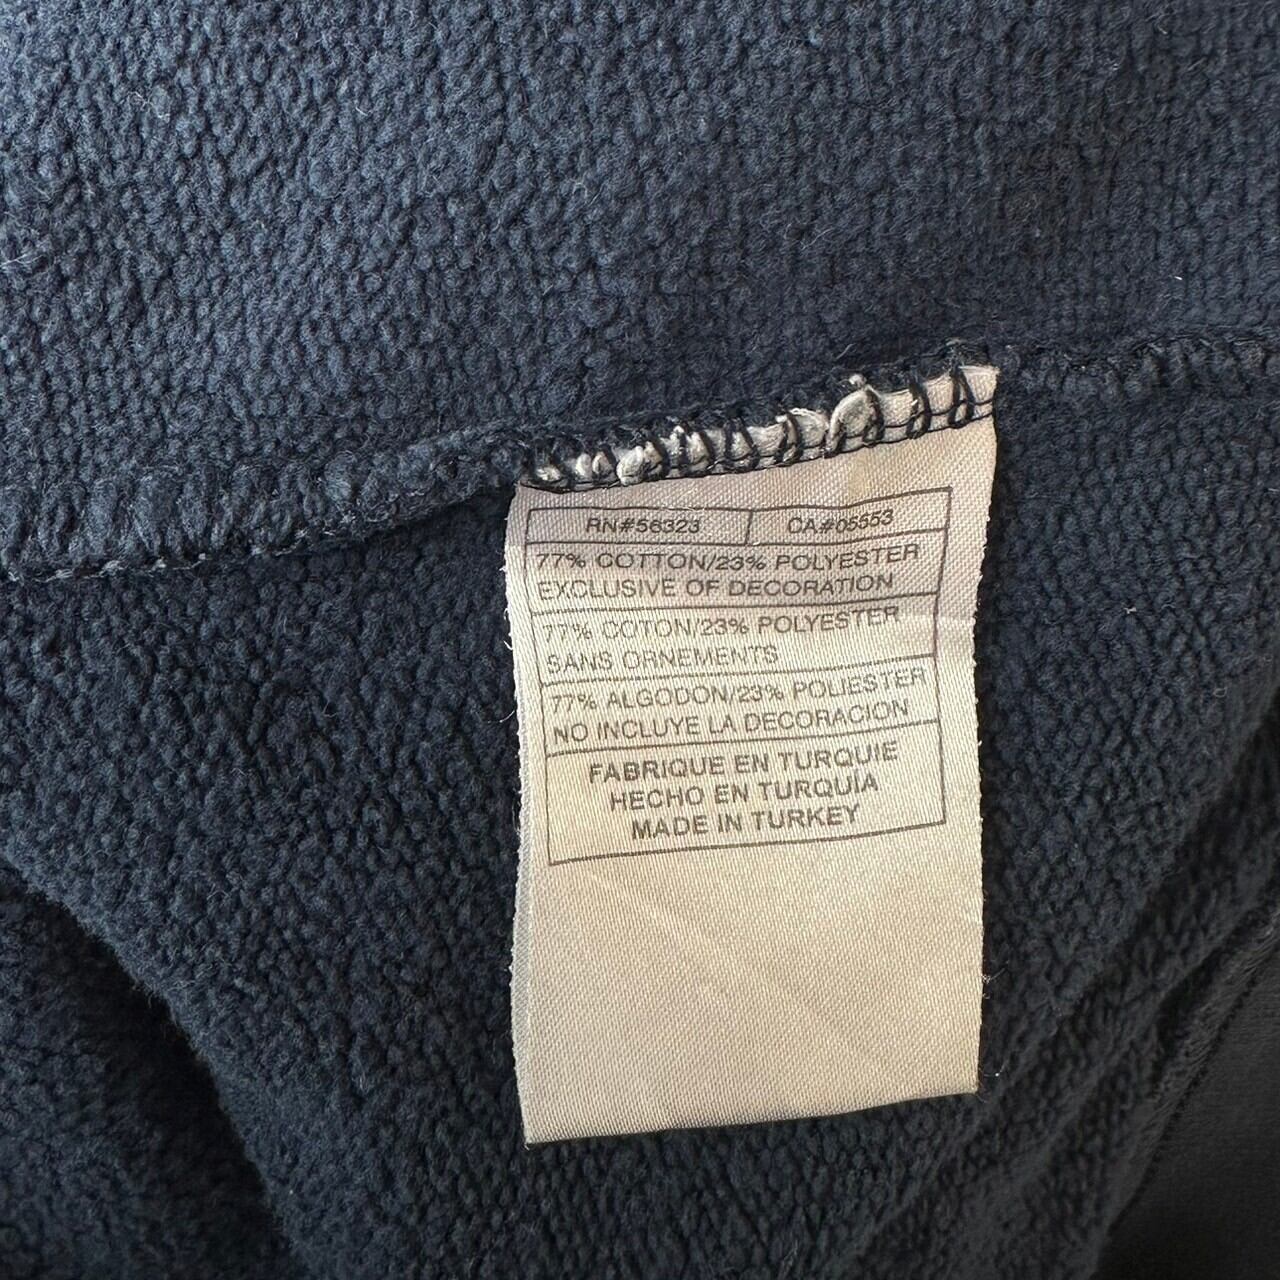 RN#56323 CA#05553
77% COTTON/23% POLYESTER
EXCLUSIVE OF DECORATION
77% COTON/23% POLYESTER
SANS ORNEMENTS
77% ALGODON/23% POLIESTER
NO INCLUYE LA DECORACION
FABRIQUE EN TURQUIE
HECHO EN TURQUÍA
MADE IN TURKEY